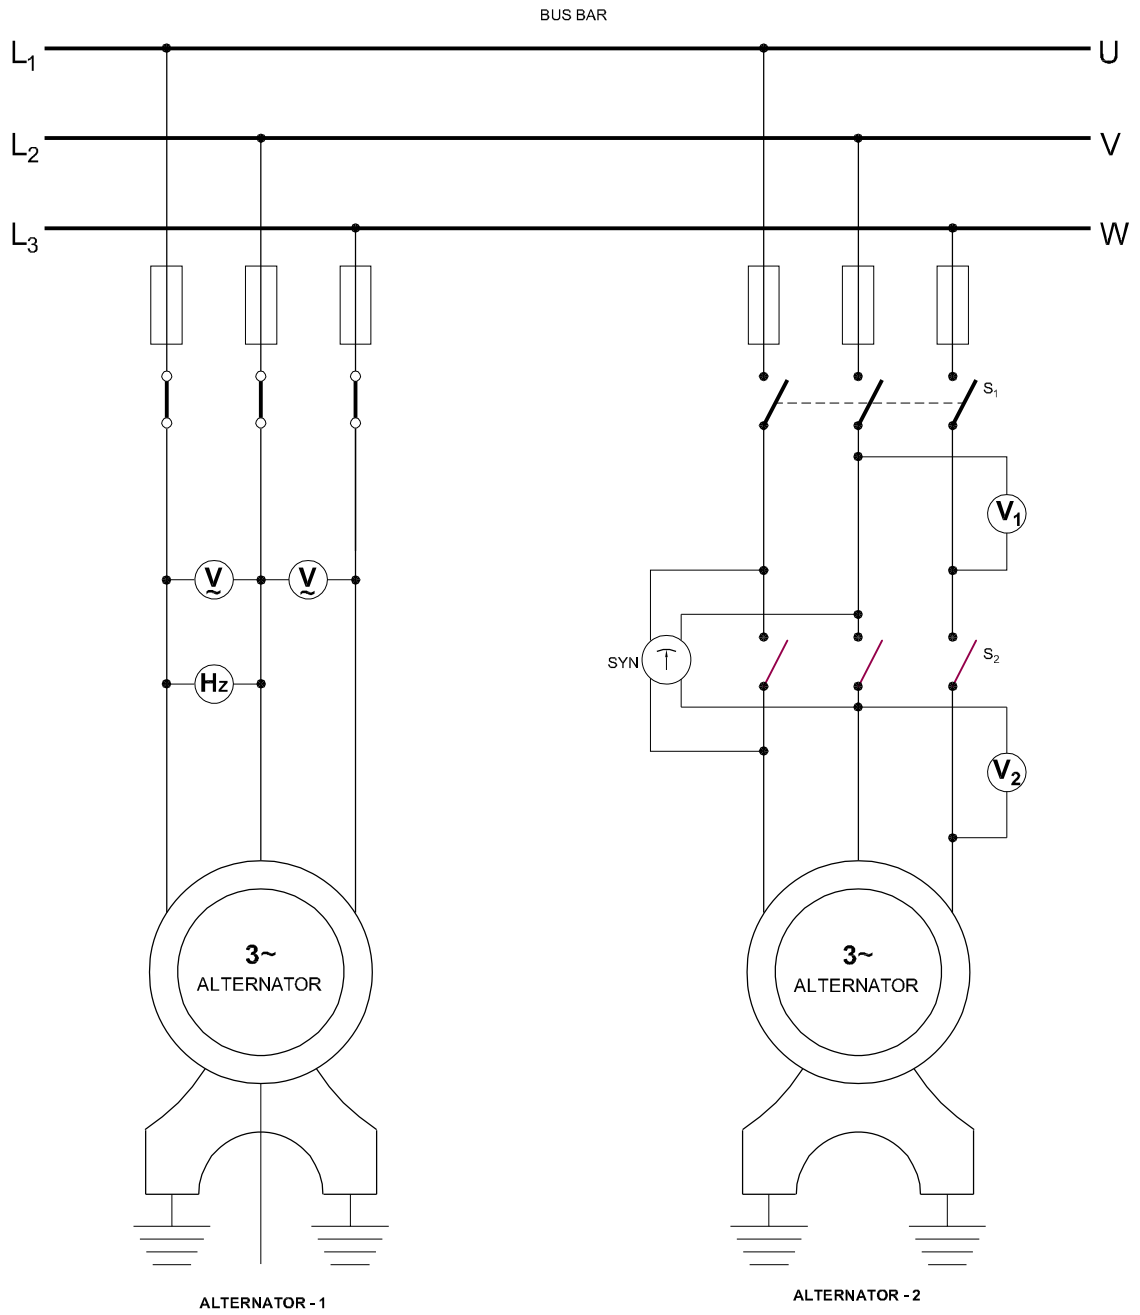 BUS BAR
L1 U
L2 V
L3 W
S1
V1
V ~ V ~
SYN S2
Hz
V2
3~ 3~
ALTERNATOR ALTERNATOR
ALTERNATOR - 1 ALTERNATOR - 2